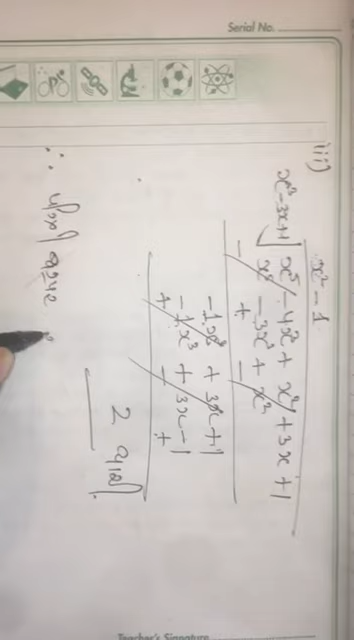 Serial No.
iii)
x² - 1
x³-3x+1 x⁵ - 4x³ + x² + 3x + 1
x⁵ - 3x³ + x²
- + -
-1x³ + 3x + 1
-1x³ + 3x - 1
+ - +
2
∴
Teacher's Signature